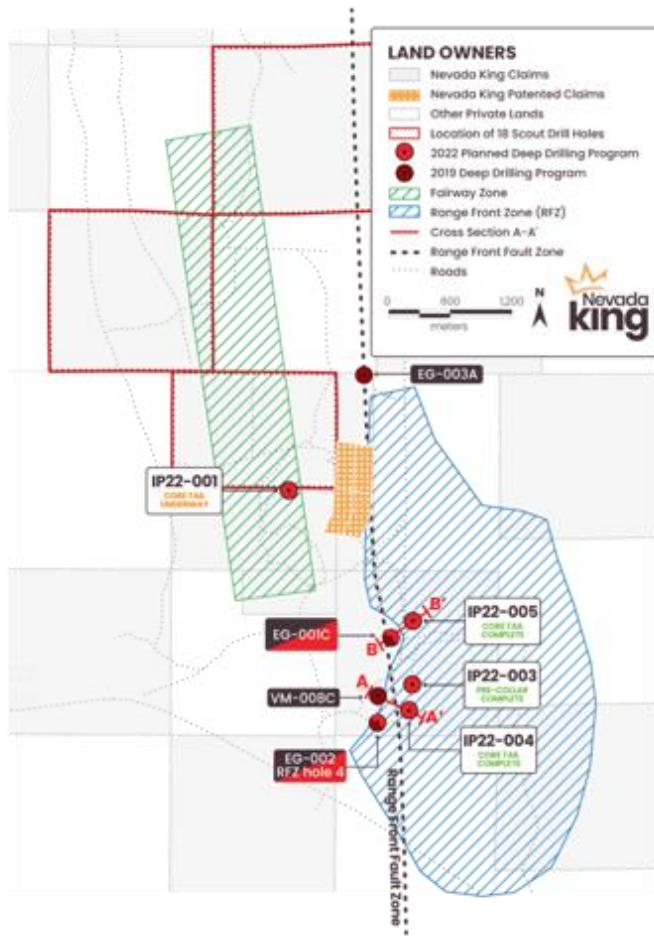 LAND OWNERS
Nevada King Claims
Nevada King Patented Claims
Other Private Lands
Location of 18 Scout Drill Holes
2022 Planned Deep Drilling Program
2019 Deep Drilling Program
Fairway Zone
Range Front Zone (RFZ)
Cross Section A-A'
Range Front Fault Zone
Roads
0 600 1,200
meters
N
Nevada
king
EG-003A
IP22-001
CORE TAIL
UNDERWAY
B'
IP22-005
CORE TAIL
COMPLETE
EG-001C
B
IP22-003
PRE-COLLAR
COMPLETE
A
VM-008C
A'
IP22-004
CORE TAIL
COMPLETE
EG-002
RFZ hole 4
Range Front Fault Zone